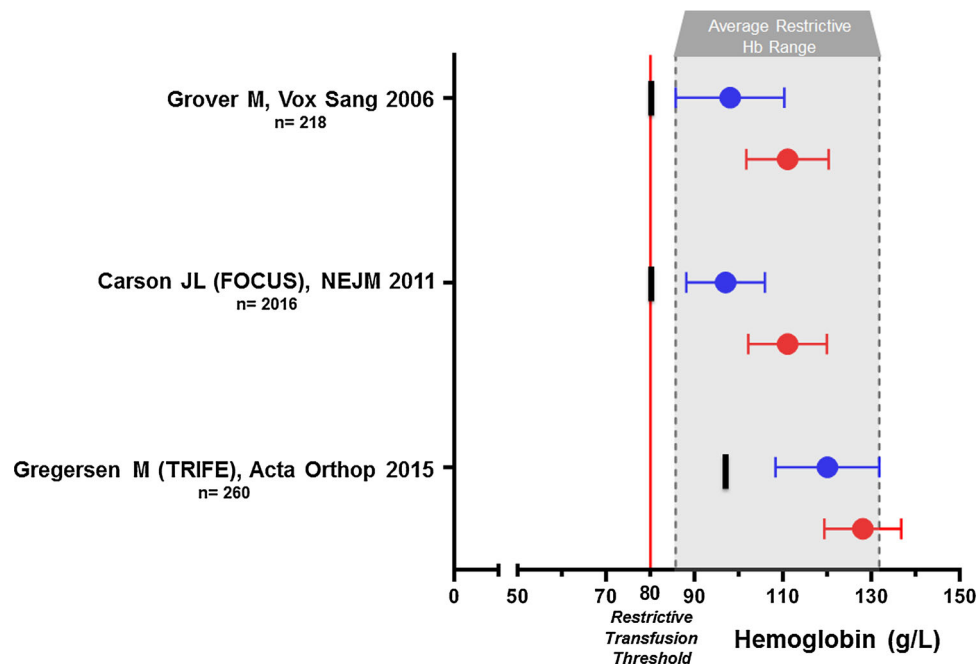 Average Restrictive
Hb Range
Grover M, Vox Sang 2006
n= 218
Carson JL (FOCUS), NEJM 2011
n= 2016
Gregersen M (TRIFE), Acta Orthop 2015
n= 260
0 50 70 80 90 110 130 150
Restrictive
Transfusion
Threshold
Hemoglobin (g/L)